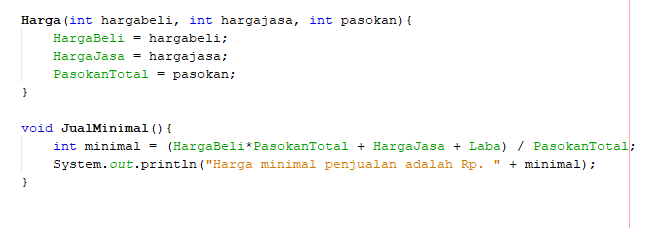 Harga(int hargabeli, int hargajasa, int pasokan){
HargaBeli = hargabeli;
HargaJasa = hargajasa;
PasokanTotal = pasokan;
}
void JualMinimal(){
int minimal = (HargaBeli*PasokanTotal + HargaJasa + Laba) / PasokanTotal;
System.out.println("Harga minimal penjualan adalah Rp. " + minimal);
}